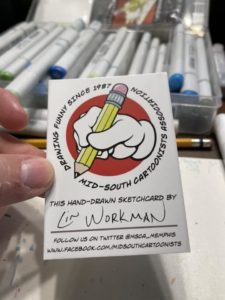 DRAWING FUNNY SINCE 1987
MID-SOUTH CARTOONISTS ASSOCIATION
THIS HAND-DRAWN SKETCHCARD BY
Lin WORKMAN
FOLLOW US ON TWITTER @MSCA_MEMPHIS
WWW.FACEBOOK.COM/MIDSOUTHCARTOONISTS